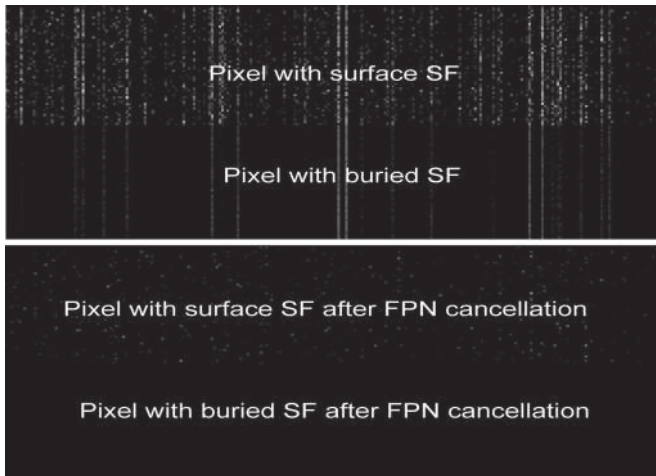 Pixel with surface SF
Pixel with buried SF
Pixel with surface SF after FPN cancellation
Pixel with buried SF after FPN cancellation